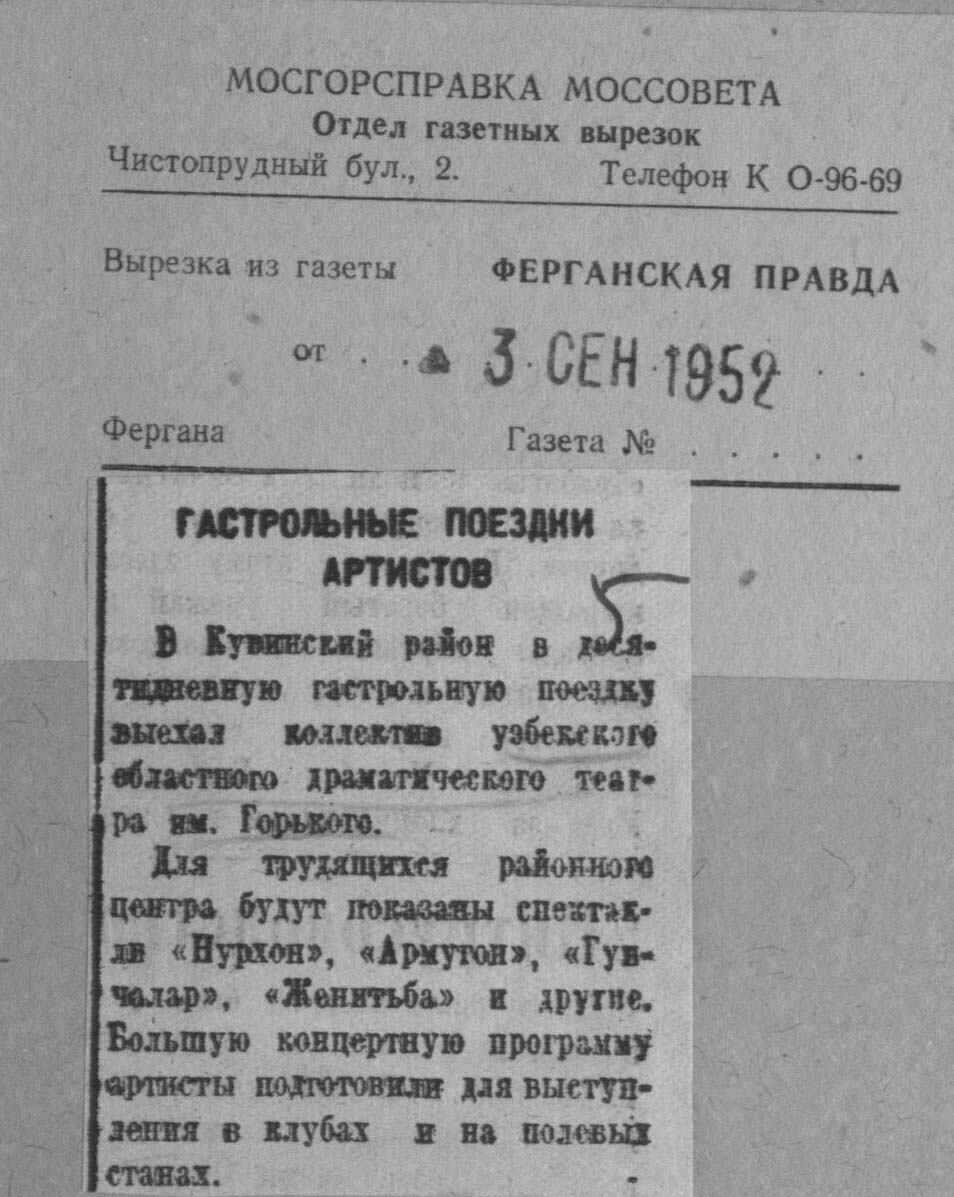 МОСГОРСПРАВКА МОССОВЕТА
Отдел газетных вырезок
Чистопрудный бул., 2. Телефон К 0-96-69
Вырезка из газеты ФЕРГАНСКАЯ ПРАВДА
от . . 3 СЕН 1952 . .
Фергана Газета № . . . . .
ГАСТРОЛЬНЫЕ ПОЕЗДКИ
АРТИСТОВ
В Кувинский район в деся-
тидневную гастрольную поездку
выехал коллектив узбекского
областного драматического теат-
ра им. Горького.
Для трудящихся районного
центра будут показаны спектак-
ли «Нурхон», «Армутон», «Гун-
чалар», «Женитьба» и другие.
Большую концертную программу
артисты подготовили для выступ-
ления в клубах и на полевых
станах.